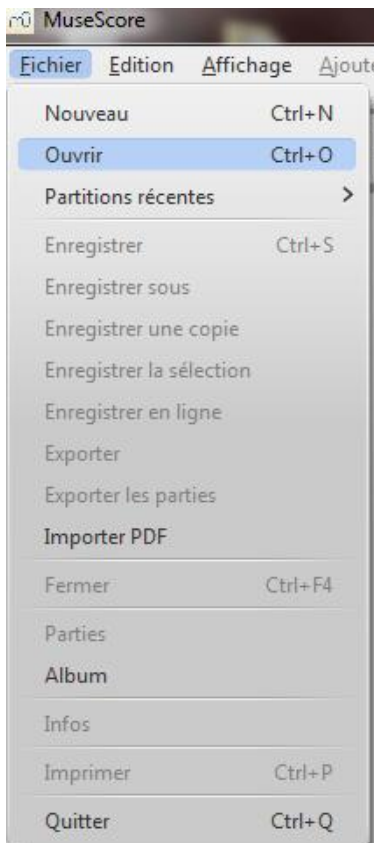 MuseScore
Fichier Edition Affichage Ajoute
Nouveau Ctrl+N
Ouvrir Ctrl+O
Partitions récentes
Enregistrer Ctrl+S
Enregistrer sous
Enregistrer une copie
Enregistrer la sélection
Enregistrer en ligne
Exporter
Exporter les parties
Importer PDF
Fermer Ctrl+F4
Parties
Album
Infos
Imprimer Ctrl+P
Quitter Ctrl+Q